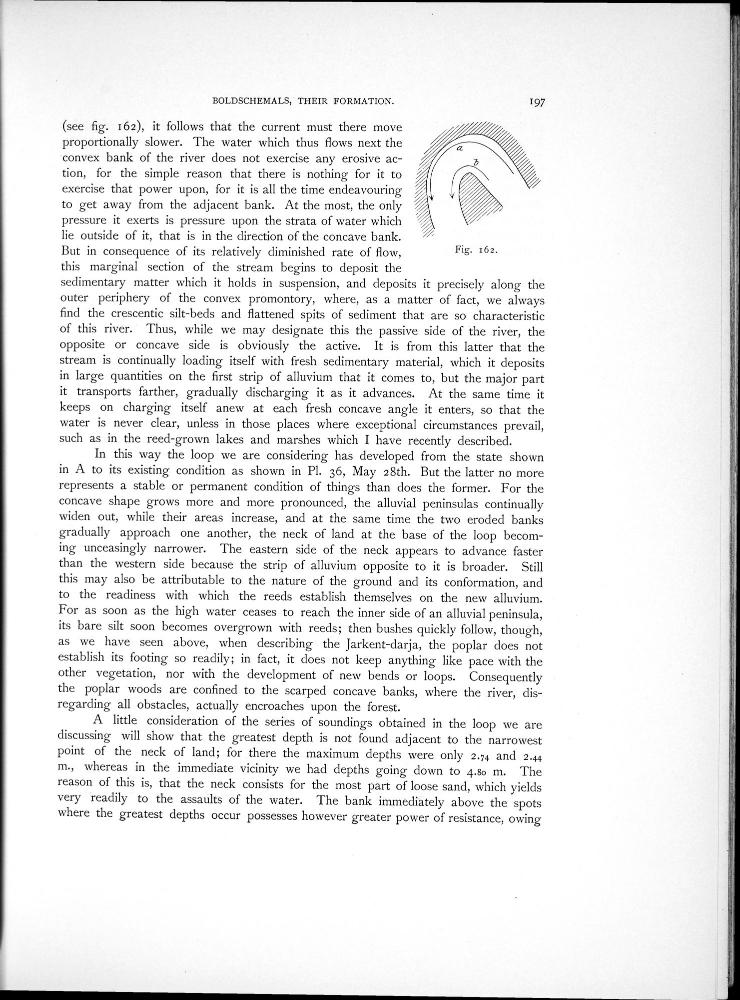 BOLDSCHEMALS, THEIR FORMATION.
197
(see fig. 162), it follows that the current must there move
proportionally slower. The water which thus flows next the
convex bank of the river does not exercise any erosive ac-
tion, for the simple reason that there is nothing for it to
exercise that power upon, for it is all the time endeavouring
to get away from the adjacent bank. At the most, the only
pressure it exerts is pressure upon the strata of water which
lie outside of it, that is in the direction of the concave bank.
But in consequence of its relatively diminished rate of flow,
this marginal section of the stream begins to deposit the
a
b
Fig. 162.
sedimentary matter which it holds in suspension, and deposits it precisely along the
outer periphery of the convex promontory, where, as a matter of fact, we always
find the crescentic silt-beds and flattened spits of sediment that are so characteristic
of this river. Thus, while we may designate this the passive side of the river, the
opposite or concave side is obviously the active. It is from this latter that the
stream is continually loading itself with fresh sedimentary material, which it deposits
in large quantities on the first strip of alluvium that it comes to, but the major part
it transports farther, gradually discharging it as it advances. At the same time it
keeps on charging itself anew at each fresh concave angle it enters, so that the
water is never clear, unless in those places where exceptional circumstances prevail,
such as in the reed-grown lakes and marshes which I have recently described.
In this way the loop we are considering has developed from the state shown
in A to its existing condition as shown in Pl. 36, May 28th. But the latter no more
represents a stable or permanent condition of things than does the former. For the
concave shape grows more and more pronounced, the alluvial peninsulas continually
widen out, while their areas increase, and at the same time the two eroded banks
gradually approach one another, the neck of land at the base of the loop becom-
ing unceasingly narrower. The eastern side of the neck appears to advance faster
than the western side because the strip of alluvium opposite to it is broader. Still
this may also be attributable to the nature of the ground and its conformation, and
to the readiness with which the reeds establish themselves on the new alluvium.
For as soon as the high water ceases to reach the inner side of an alluvial peninsula,
its bare silt soon becomes overgrown with reeds; then bushes quickly follow, though,
as we have seen above, when describing the Jarkent-darja, the poplar does not
establish its footing so readily; in fact, it does not keep anything like pace with the
other vegetation, nor with the development of new bends or loops. Consequently
the poplar woods are confined to the scarped concave banks, where the river, dis-
regarding all obstacles, actually encroaches upon the forest.
A little consideration of the series of soundings obtained in the loop we are
discussing will show that the greatest depth is not found adjacent to the narrowest
point of the neck of land; for there the maximum depths were only 2.74 and 2.44
m., whereas in the immediate vicinity we had depths going down to 4.80 m. The
reason of this is, that the neck consists for the most part of loose sand, which yields
very readily to the assaults of the water. The bank immediately above the spots
where the greatest depths occur possesses however greater power of resistance, owing